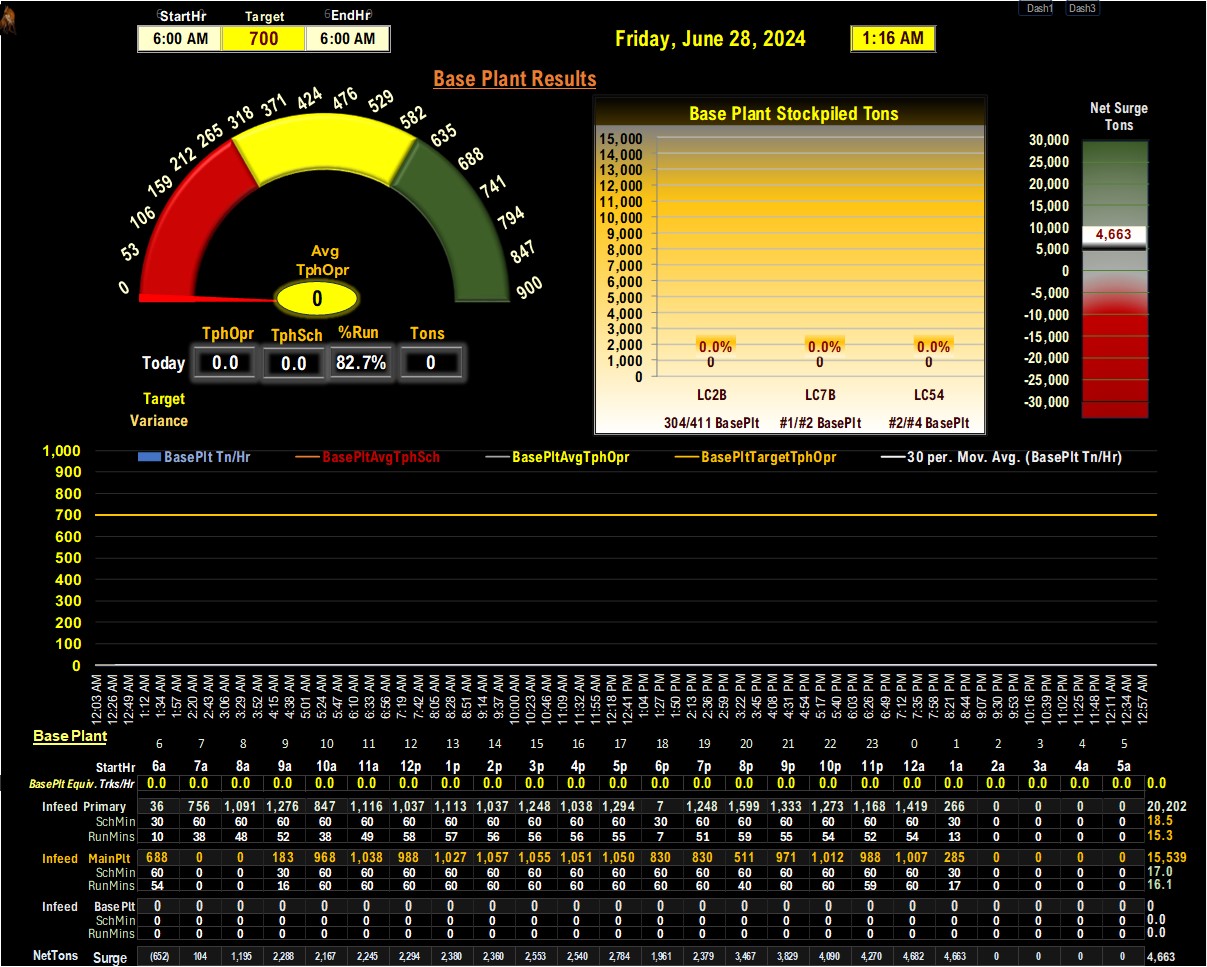 Dash1 Dash3
StartHr Target EndHr
6:00 AM 700 6:00 AM
Friday, June 28, 2024 1:16 AM
Base Plant Results
0 53 106 159 212 265 318 371 424 476 529 582 635 688 741 794 847 900
Avg
TphOpr
0
TphOpr TphSch %Run Tons
Today 0.0 0.0 82.7% 0
Target
Variance
Base Plant Stockpiled Tons
15,000
14,000
13,000
12,000
11,000
10,000
9,000
8,000
7,000
6,000
5,000
4,000
3,000
2,000
1,000
0
0.0% 0.0% 0.0%
0 0 0
LC2B LC7B LC54
304/411 BasePlt #1/#2 BasePlt #2/#4 BasePlt
Net Surge
Tons
30,000
25,000
20,000
15,000
10,000
4,663
5,000
0
-5,000
-10,000
-15,000
-20,000
-25,000
-30,000
BasePlt Tn/Hr BasePltAvgTphSch BasePltAvgTphOpr BasePltTargetTphOpr 30 per. Mov. Avg. (BasePlt Tn/Hr)
1,000
900
800
700
600
500
400
300
200
100
0
12:03 AM 12:26 AM 12:49 AM 1:12 AM 1:34 AM 1:57 AM 2:20 AM 2:43 AM 3:06 AM 3:29 AM 3:52 AM 4:15 AM 4:38 AM 5:01 AM 5:24 AM 5:47 AM 6:10 AM 6:33 AM 6:56 AM 7:19 AM 7:42 AM 8:05 AM 8:28 AM 8:51 AM 9:14 AM 9:37 AM 10:00 AM 10:23 AM 10:46 AM 11:09 AM 11:32 AM 11:55 AM 12:18 PM 12:41 PM 1:04 PM 1:27 PM 1:50 PM 2:13 PM 2:36 PM 2:59 PM 3:22 PM 3:45 PM 4:08 PM 4:31 PM 4:54 PM 5:17 PM 5:40 PM 6:03 PM 6:26 PM 6:49 PM 7:12 PM 7:35 PM 7:58 PM 8:21 PM 8:44 PM 9:07 PM 9:30 PM 9:53 PM 10:16 PM 10:39 PM 11:02 PM 11:25 PM 11:48 PM 12:11 AM 12:34 AM 12:57 AM
Base Plant
6 7 8 9 10 11 12 13 14 15 16 17 18 19 20 21 22 23 0 1 2 3 4 5
StartHr 6a 7a 8a 9a 10a 11a 12p 1p 2p 3p 4p 5p 6p 7p 8p 9p 10p 11p 12a 1a 2a 3a 4a 5a
BasePlt Equiv. Trks/Hr 0.0 0.0 0.0 0.0 0.0 0.0 0.0 0.0 0.0 0.0 0.0 0.0 0.0 0.0 0.0 0.0 0.0 0.0 0.0 0.0 0.0 0.0 0.0 0.0 0.0
Infeed Primary 36 756 1,091 1,276 847 1,116 1,037 1,113 1,037 1,248 1,038 1,294 7 1,248 1,599 1,333 1,273 1,168 1,419 266 0 0 0 0 20,202
SchMin 30 60 60 60 60 60 60 60 60 60 60 60 30 60 60 60 60 60 60 30 0 0 0 0 18.5
RunMins 10 38 48 52 38 49 58 57 56 56 56 55 7 51 59 55 54 52 54 13 0 0 0 0 15.3
Infeed MainPlt 688 0 0 183 968 1,038 988 1,027 1,057 1,055 1,051 1,050 830 830 511 971 1,012 988 1,007 285 0 0 0 0 15,539
SchMin 60 0 0 30 60 60 60 60 60 60 60 60 60 60 60 60 60 60 60 30 0 0 0 0 17.0
RunMins 54 0 0 16 60 60 60 60 60 60 60 60 60 60 40 60 60 59 60 17 0 0 0 0 16.1
Infeed Base Plt 0 0 0 0 0 0 0 0 0 0 0 0 0 0 0 0 0 0 0 0 0 0 0 0 0
SchMin 0 0 0 0 0 0 0 0 0 0 0 0 0 0 0 0 0 0 0 0 0 0 0 0 0.0
RunMins 0 0 0 0 0 0 0 0 0 0 0 0 0 0 0 0 0 0 0 0 0 0 0 0 0.0
NetTons Surge (652) 104 1,195 2,288 2,167 2,245 2,294 2,380 2,360 2,553 2,540 2,784 1,961 2,379 3,467 3,829 4,090 4,270 4,682 4,663 0 0 0 0 4,663